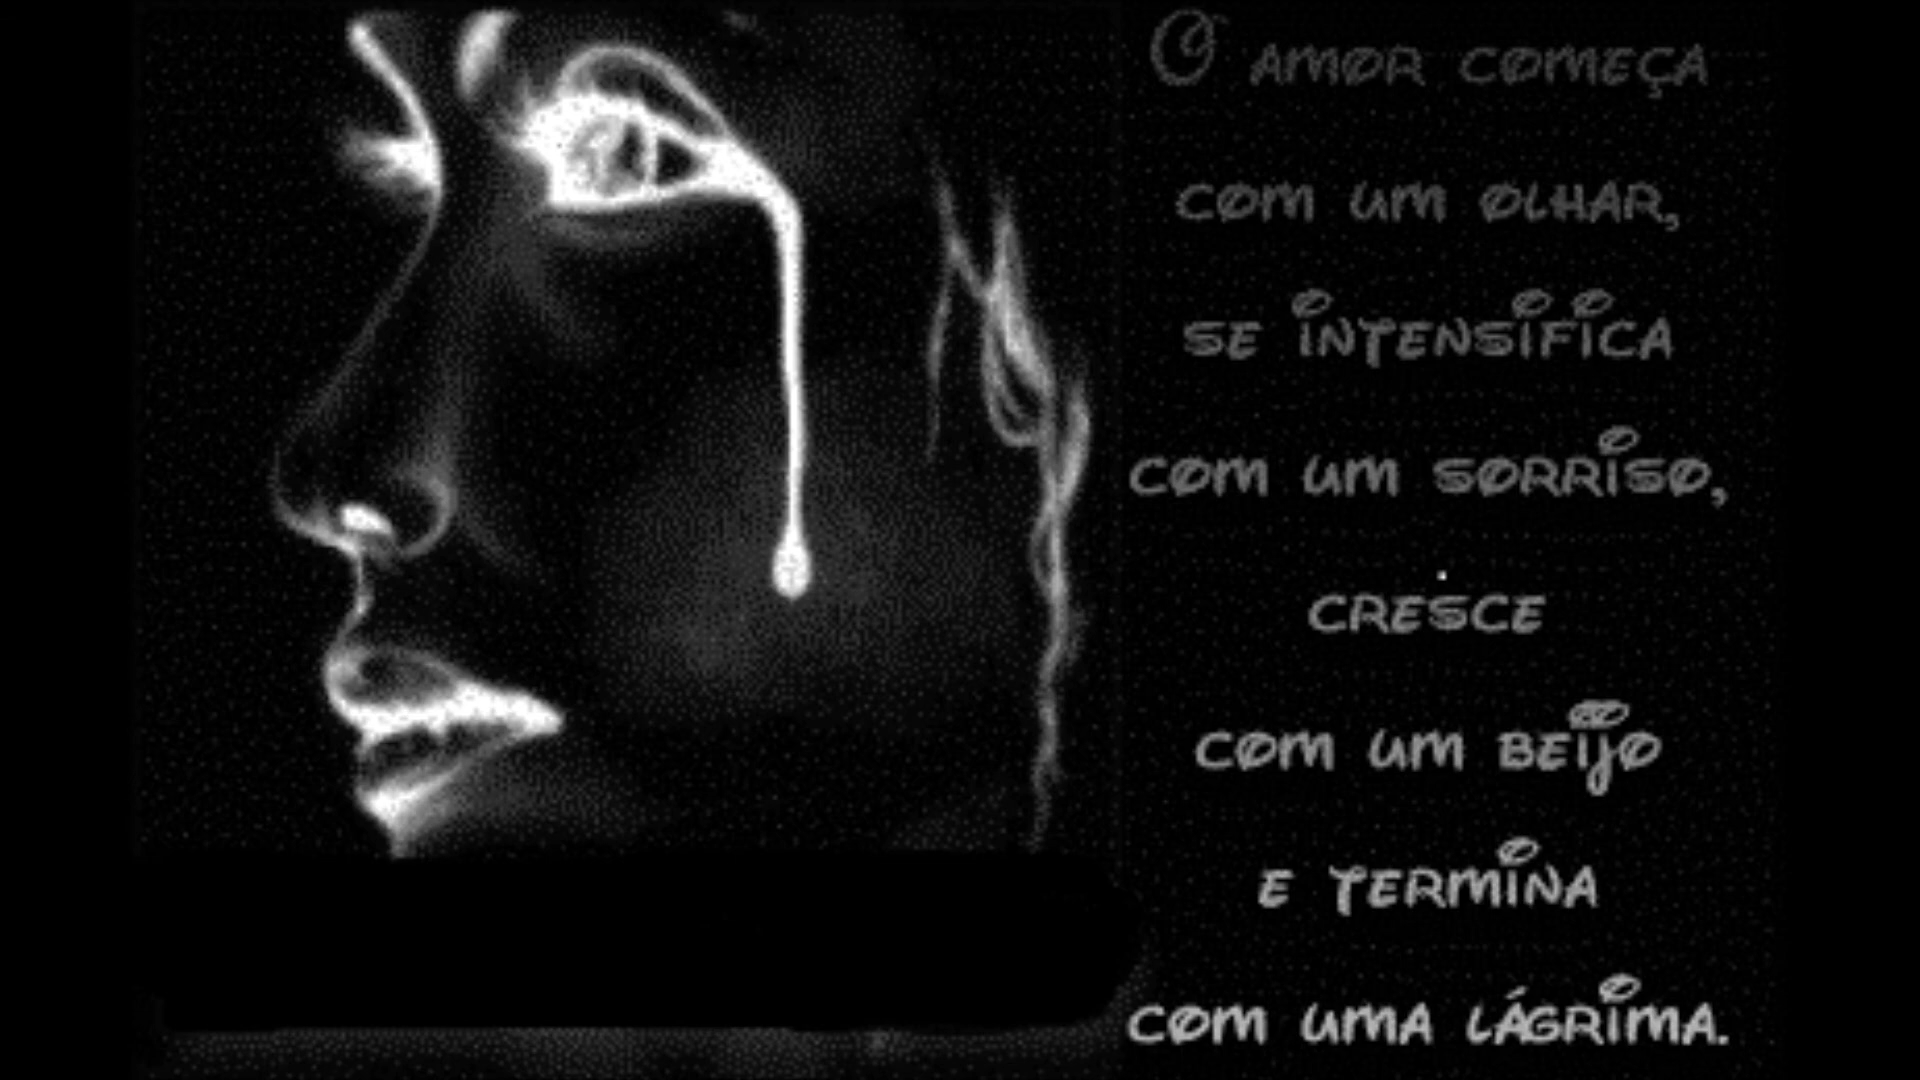 O AMOR COMEÇA
COM UM OLHAR,
SE INTENSIFICA
COM UM SORRISO,
CRESCE
COM UM BEIJO
E TERMINA
COM UMA LÁGRIMA.